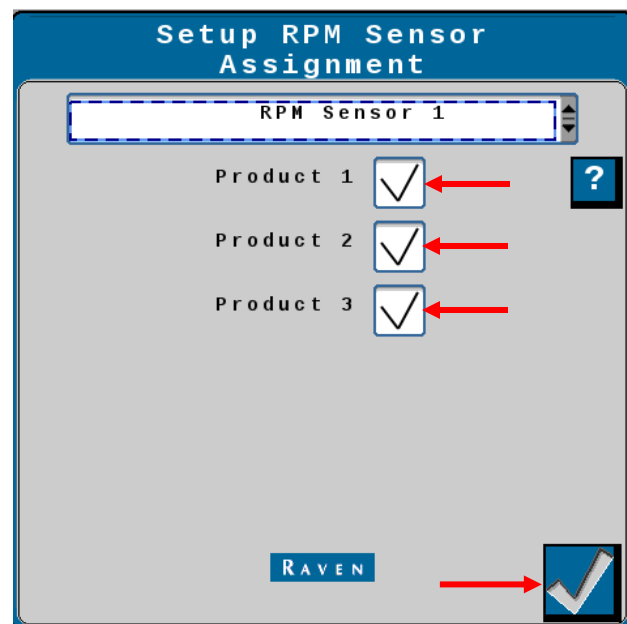 Setup RPM Sensor
Assignment
RPM Sensor 1
Product 1
?
Product 2
Product 3
RAVEN